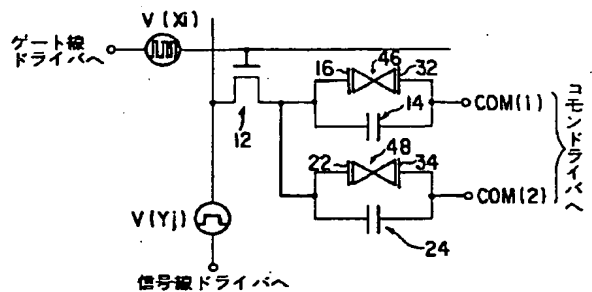 V(Xi)
ゲート線
ドライバへ
16
46
32
14
COM(1)
12
48
22
34
COM(2)
24
コモンドライバへ
V(Yj)
信号線ドライバへ